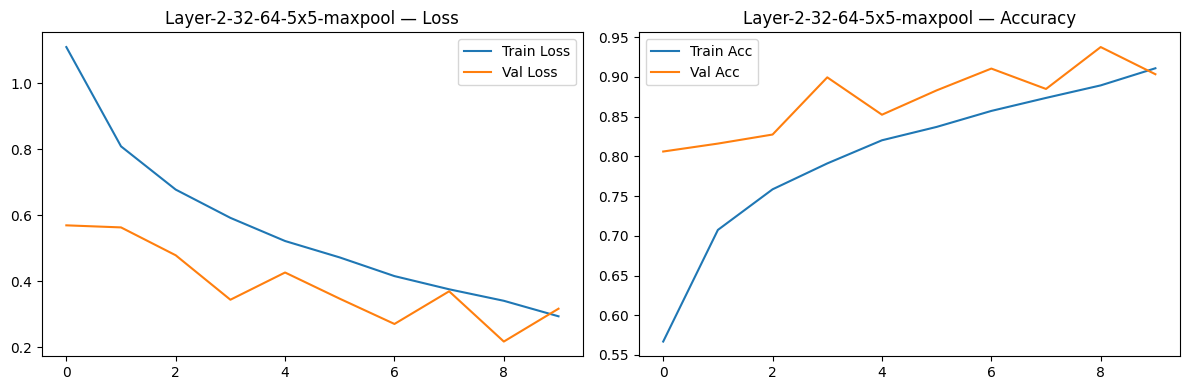 Layer-2-32-64-5x5-maxpool — Loss
Train Loss
Val Loss
1.0
0.8
0.6
0.4
0.2
0 2 4 6 8
Layer-2-32-64-5x5-maxpool — Accuracy
Train Acc
Val Acc
0.95
0.90
0.85
0.80
0.75
0.70
0.65
0.60
0.55
0 2 4 6 8